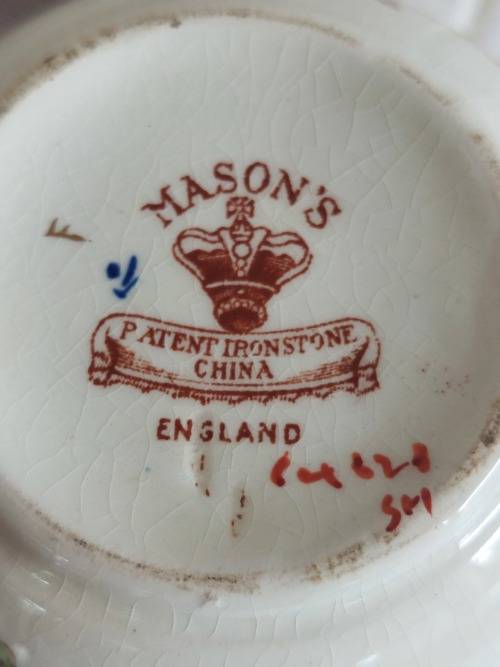 MASON'S
F
PATENT IRONSTONE
CHINA
ENGLAND